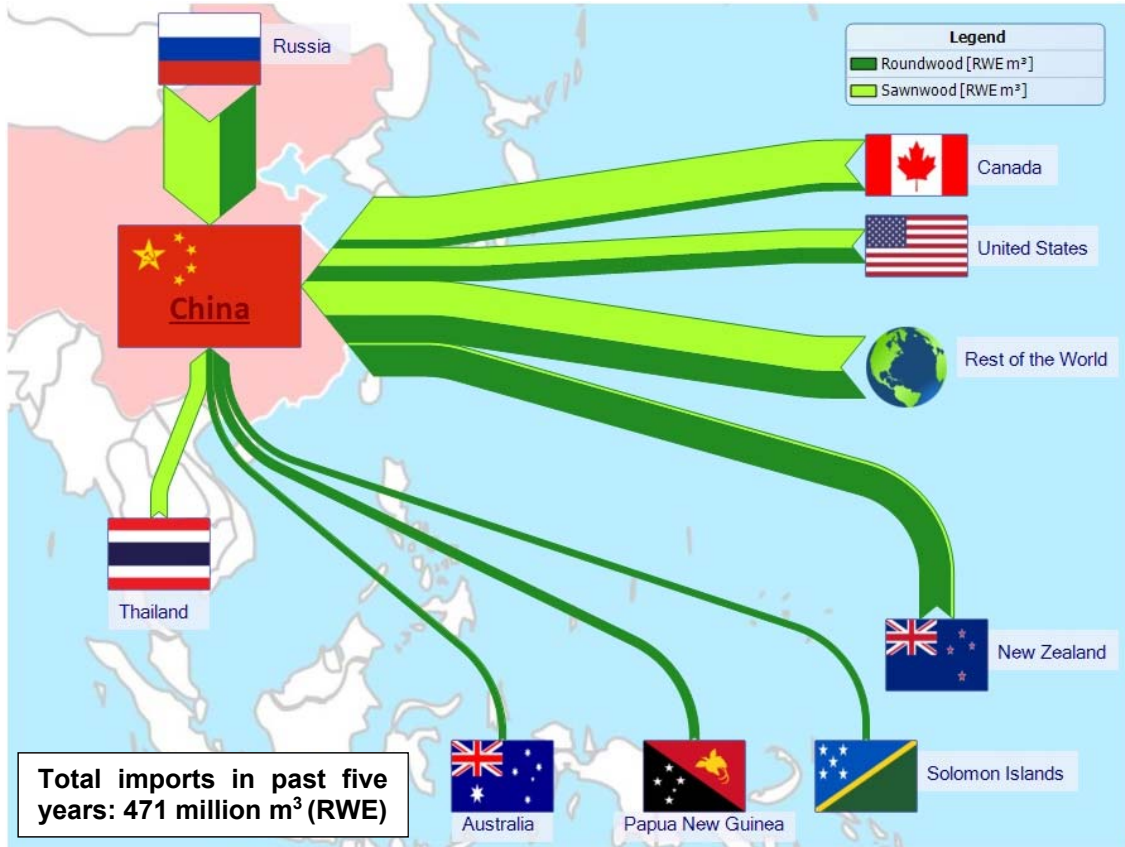 Russia
Legend
Roundwood [RWE m³]
Sawnwood [RWE m³]
Canada
United States
China
Rest of the World
Thailand
New Zealand
Total imports in past five
years: 471 million m³ (RWE)
Solomon Islands
Australia
Papua New Guinea